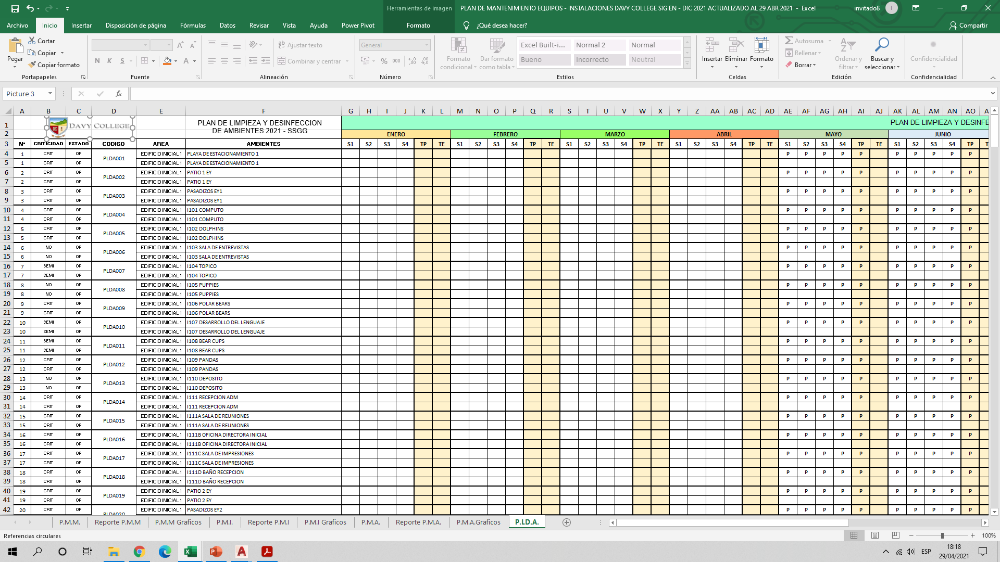 Herramientas de imagen
PLAN DE MANTENIMIENTO EQUIPOS - INSTALACIONES DAVY COLLEGE SIG EN - DIC 2021 ACTUALIZADO AL 29 ABR 2021 - Excel
invitado8 I
Archivo Inicio Insertar Disposición de página Fórmulas Datos Revisar Vista Ayuda Power Pivot Formato ¿Qué desea hacer? Compartir
Pegar Cortar Copiar Copiar formato
Ajustar texto Combinar y centrar
General
Formato condicional Dar formato como tabla
Excel Built-i... Normal 2 Normal
Bueno Incorrecto Neutral
Insertar Eliminar Formato
Autosuma Rellenar Borrar
Ordenar y filtrar Buscar y seleccionar
Confidencialidad
Portapapeles Fuente Alineación Número Estilos Celdas Edición Confidencialidad
Picture 3 fx
A B C D E F G H I J K L M N O P Q R S T U V W X Y Z AA AB AC AD AE AF AG AH AI AJ AK AL AM AN AO A
1 DAVY COLLEGE PLAN DE LIMPIEZA Y DESINFECCION PLAN DE LIMPIEZA Y DESINFE
2 DE AMBIENTES 2021 - SSGG ENERO FEBRERO MARZO ABRIL MAYO JUNIO
3 Nº CRITICIDAD ESTADO CODIGO AREA AMBIENTES S1 S2 S3 S4 TP TE S1 S2 S3 S4 TP TE S1 S2 S3 S4 TP TE S1 S2 S3 S4 TP TE S1 S2 S3 S4 TP TE S1 S2 S3 S4 TP T
4 1 CRIT OP PLDA001 EDIFICIO INICIAL 1 PLAYA DE ESTACIONAMIENTO 1 P P P P P P P P P P
5 1 CRIT OP EDIFICIO INICIAL 1 PLAYA DE ESTACIONAMIENTO 1
6 2 CRIT OP PLDA002 EDIFICIO INICIAL 1 PATIO 1 EY P P P P P P P P P P
7 2 CRIT OP EDIFICIO INICIAL 1 PATIO 1 EY
8 3 CRIT OP PLDA003 EDIFICIO INICIAL 1 PASADIZOS EY1 P P P P P P P P P P
9 3 CRIT OP EDIFICIO INICIAL 1 PASADIZOS EY1
10 4 CRIT OP PLDA004 EDIFICIO INICIAL 1 I101 COMPUTO P P P P P P P P P P
11 4 CRIT ÓP EDIFICIO INICIAL 1 I101 COMPUTO
12 5 CRIT OP PLDA005 EDIFICIO INICIAL 1 I102 DOLPHINS P P P P P P P P P P
13 5 CRIT OP EDIFICIO INICIAL 1 I102 DOLPHINS
14 6 NO OP PLDA006 EDIFICIO INICIAL 1 I103 SALA DE ENTREVISTAS P P P P P P P P P P
15 6 NO OP EDIFICIO INICIAL 1 I103 SALA DE ENTREVISTAS
16 7 SEMI OP PLDA007 EDIFICIO INICIAL 1 I104 TOPICO P P P P P P P P P P
17 7 SEMI OP EDIFICIO INICIAL 1 I104 TOPICO
18 8 NO OP PLDA008 EDIFICIO INICIAL 1 I105 PUPPIES P P P P P P P P P P
19 8 NO OP EDIFICIO INICIAL 1 I105 PUPPIES
20 9 CRIT OP PLDA009 EDIFICIO INICIAL 1 I106 POLAR BEARS P P P P P P P P P P
21 9 CRIT OP EDIFICIO INICIAL 1 I106 POLAR BEARS
22 10 SEMI OP PLDA010 EDIFICIO INICIAL 1 I107 DESARROLLO DEL LENGUAJE P P P P P P P P P P
23 10 SEMI OP EDIFICIO INICIAL 1 I107 DESARROLLO DEL LENGUAJE
24 11 SEMI OP PLDA011 EDIFICIO INICIAL 1 I108 BEAR CUPS P P P P P P P P P P
25 11 SEMI OP EDIFICIO INICIAL 1 I108 BEAR CUPS
26 12 CRIT OP PLDA012 EDIFICIO INICIAL 1 I109 PANDAS P P P P P P P P P P
27 12 CRIT OP EDIFICIO INICIAL 1 I109 PANDAS
28 13 NO OP PLDA013 EDIFICIO INICIAL 1 I110 DEPOSITO P P P P P P P P P P
29 13 NO OP EDIFICIO INICIAL 1 I110 DEPOSITO
30 14 CRIT OP PLDA014 EDIFICIO INICIAL 1 I111 RECEPCION ADM P P P P P P P P P P
31 14 CRIT OP EDIFICIO INICIAL 1 I111 RECEPCION ADM
32 15 CRIT OP PLDA015 EDIFICIO INICIAL 1 I111A SALA DE REUNIONES P P P P P P P P P P
33 15 CRIT OP EDIFICIO INICIAL 1 I111A SALA DE REUNIONES
34 16 CRIT OP PLDA016 EDIFICIO INICIAL 1 I111B OFICINA DIRECTORA INICIAL P P P P P P P P P P
35 16 CRIT OP EDIFICIO INICIAL 1 I111B OFICINA DIRECTORA INICIAL
36 17 CRIT OP PLDA017 EDIFICIO INICIAL 1 I111C SALA DE IMPRESIONES P P P P P P P P P P
37 17 CRIT OP EDIFICIO INICIAL 1 I111C SALA DE IMPRESIONES
38 18 CRIT OP PLDA018 EDIFICIO INICIAL 1 I111D BAÑO RECEPCION P P P P P P P P P P
39 18 CRIT OP EDIFICIO INICIAL 1 I111D BAÑO RECEPCION
40 19 CRIT OP PLDA019 EDIFICIO INICIAL 1 PATIO 2 EY P P P P P P P P P P
41 19 CRIT OP EDIFICIO INICIAL 1 PATIO 2 EY
42 20 CRIT OP PLDA020 EDIFICIO INICIAL 1 PASADIZOS EY2 P P P P P P P P P P
P.M.M. Reporte P.M.M P.M.M Graficos P.M.I. Reporte P.M.I P.M.I Graficos P.M.A. Reporte P.M.A. P.M.A.Graficos P.LD.A.
Referencias circulares 100%
ESP 18:18
29/04/2021